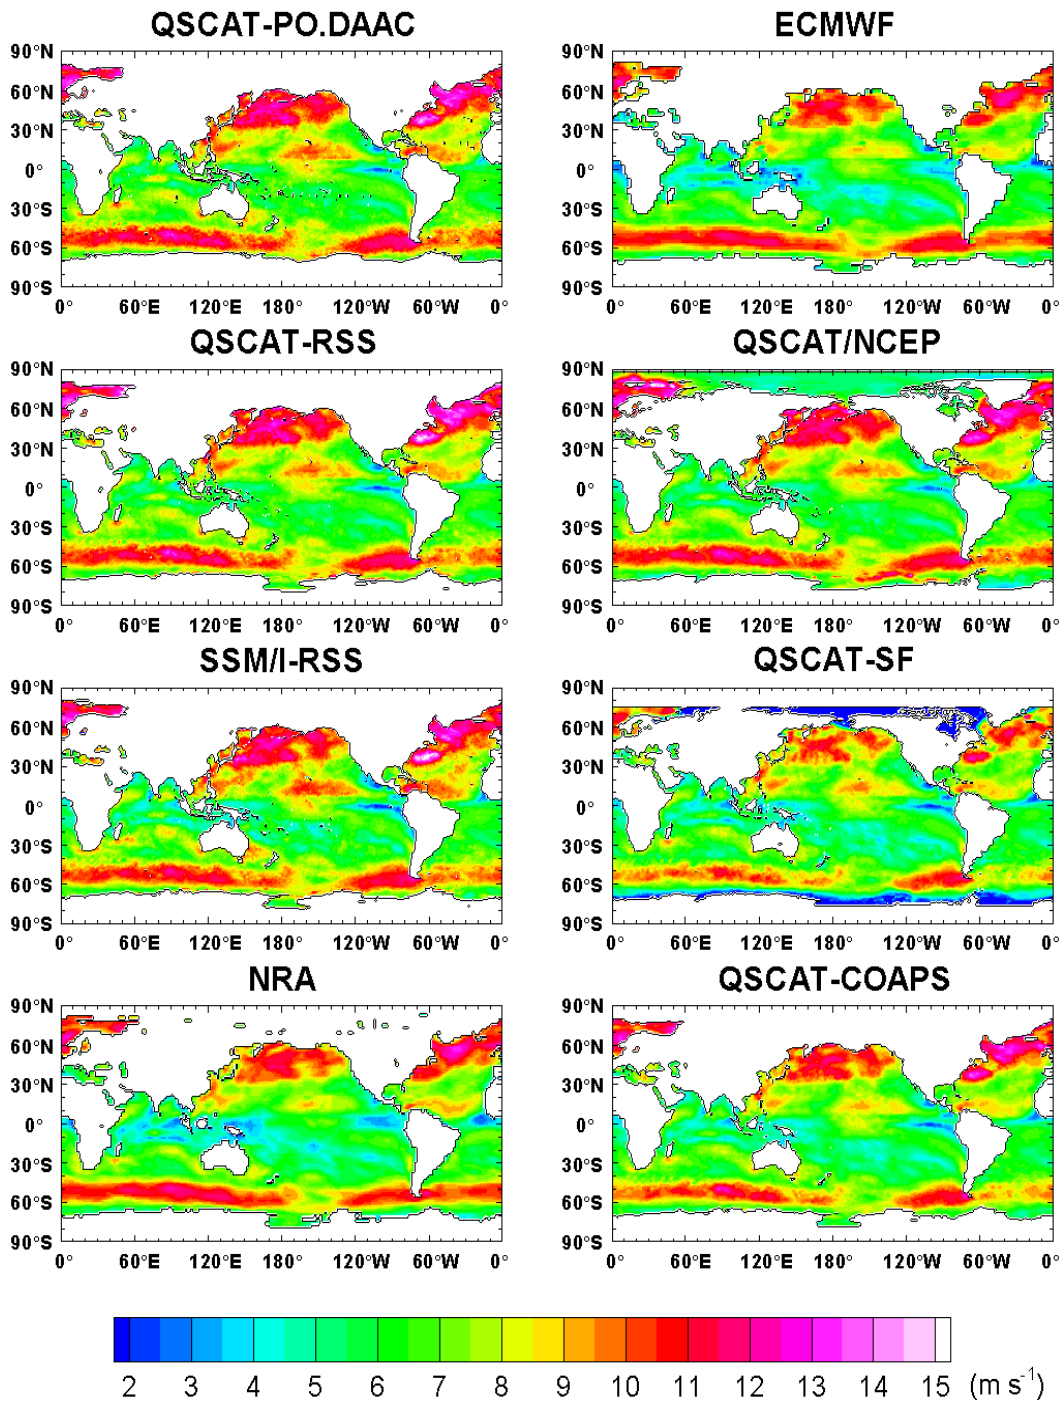 QSCAT-PO.DAAC ECMWF
90°N 90°N
60°N 60°N
30°N 30°N
0° 0°
30°S 30°S
60°S 60°S
90°S 90°S
0° 60°E 120°E 180° 120°W 60°W 0° 0° 60°E 120°E 180° 120°W 60°W 0°
QSCAT-RSS QSCAT/NCEP
90°N 90°N
60°N 60°N
30°N 30°N
0° 0°
30°S 30°S
60°S 60°S
90°S 90°S
0° 60°E 120°E 180° 120°W 60°W 0° 0° 60°E 120°E 180° 120°W 60°W 0°
SSM/I-RSS QSCAT-SF
90°N 90°N
60°N 60°N
30°N 30°N
0° 0°
30°S 30°S
60°S 60°S
90°S 90°S
0° 60°E 120°E 180° 120°W 60°W 0° 0° 60°E 120°E 180° 120°W 60°W 0°
NRA QSCAT-COAPS
90°N 90°N
60°N 60°N
30°N 30°N
0° 0°
30°S 30°S
60°S 60°S
90°S 90°S
0° 60°E 120°E 180° 120°W 60°W 0° 0° 60°E 120°E 180° 120°W 60°W 0°
2 3 4 5 6 7 8 9 10 11 12 13 14 15 (m s⁻¹)